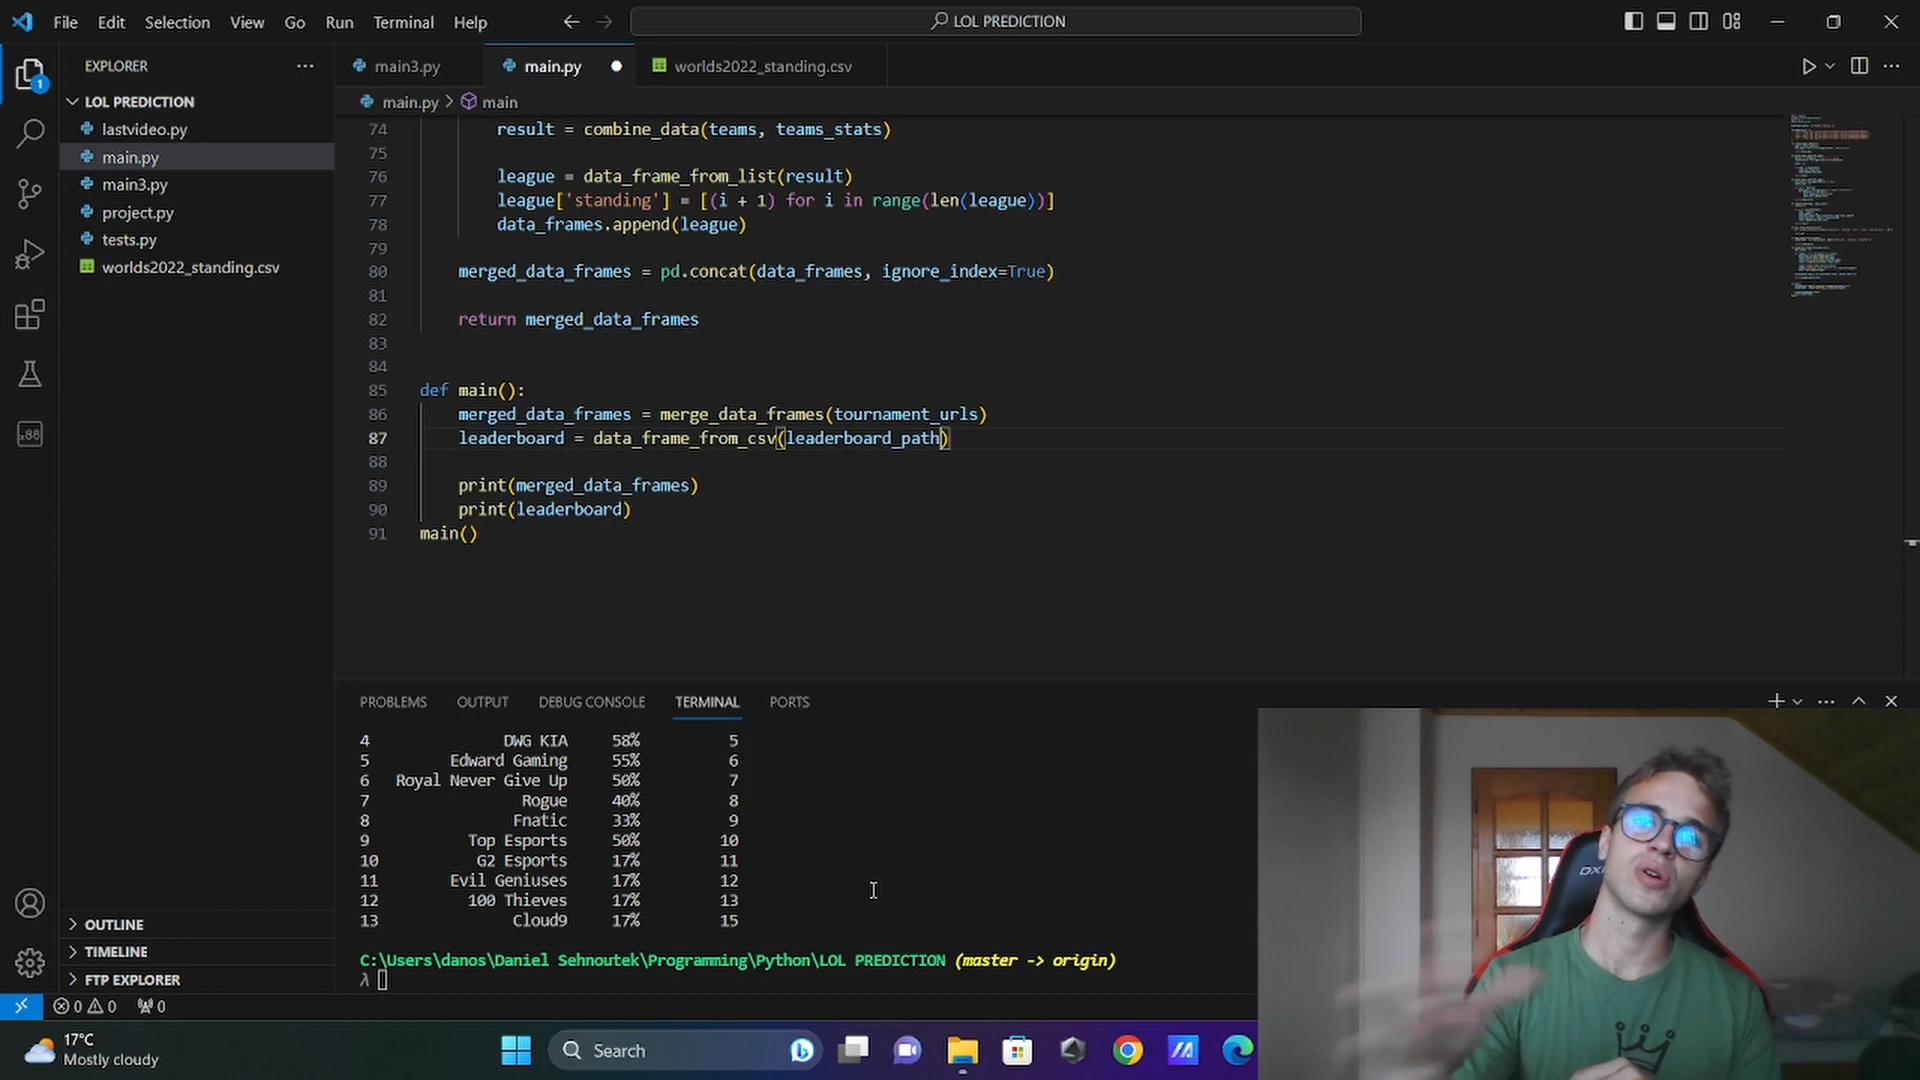 File Edit Selection View Go Run Terminal Help
LOL PREDICTION
EXPLORER
main3.py
main.py
worlds2022_standing.csv
LOL PREDICTION
lastvideo.py
main.py
main3.py
project.py
tests.py
worlds2022_standing.csv
OUTLINE
TIMELINE
FTP EXPLORER
1
x88
main.py > main
74 result = combine_data(teams, teams_stats)
75
76 league = data_frame_from_list(result)
77 league['standing'] = [(i + 1) for i in range(len(league))]
78 data_frames.append(league)
79
80 merged_data_frames = pd.concat(data_frames, ignore_index=True)
81
82 return merged_data_frames
83
84
85 def main():
86 merged_data_frames = merge_data_frames(tournament_urls)
87 leaderboard = data_frame_from_csv(leaderboard_path)
88
89 print(merged_data_frames)
90 print(leaderboard)
91 main()
PROBLEMS OUTPUT DEBUG CONSOLE TERMINAL PORTS
4 DWG KIA 58% 5
5 Edward Gaming 55% 6
6 Royal Never Give Up 50% 7
7 Rogue 40% 8
8 Fnatic 33% 9
9 Top Esports 50% 10
10 G2 Esports 17% 11
11 Evil Geniuses 17% 12
12 100 Thieves 17% 13
13 Cloud9 17% 15
C:\Users\danos\Daniel Sehnoutek\Programming\Python\LOL PREDICTION (master -> origin)
λ
0 0 0
17°C
Mostly cloudy
Search